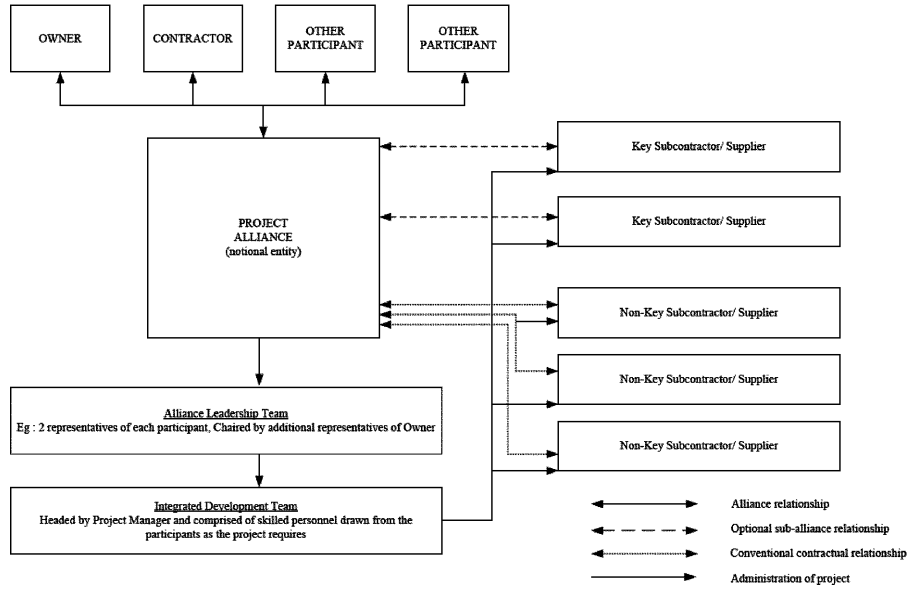 OWNER
CONTRACTOR
OTHER
PARTICIPANT
OTHER
PARTICIPANT
PROJECT
ALLIANCE
(notional entity)
Key Subcontractor/ Supplier
Key Subcontractor/ Supplier
Non-Key Subcontractor/ Supplier
Non-Key Subcontractor/ Supplier
Non-Key Subcontractor/ Supplier
Alliance Leadership Team
Eg : 2 representatives of each participant, Chaired by additional representatives of Owner
Integrated Development Team
Headed by Project Manager and comprised of skilled personnel drawn from the
participants as the project requires
Alliance relationship
Optional sub-alliance relationship
Conventional contractual relationship
Administration of project